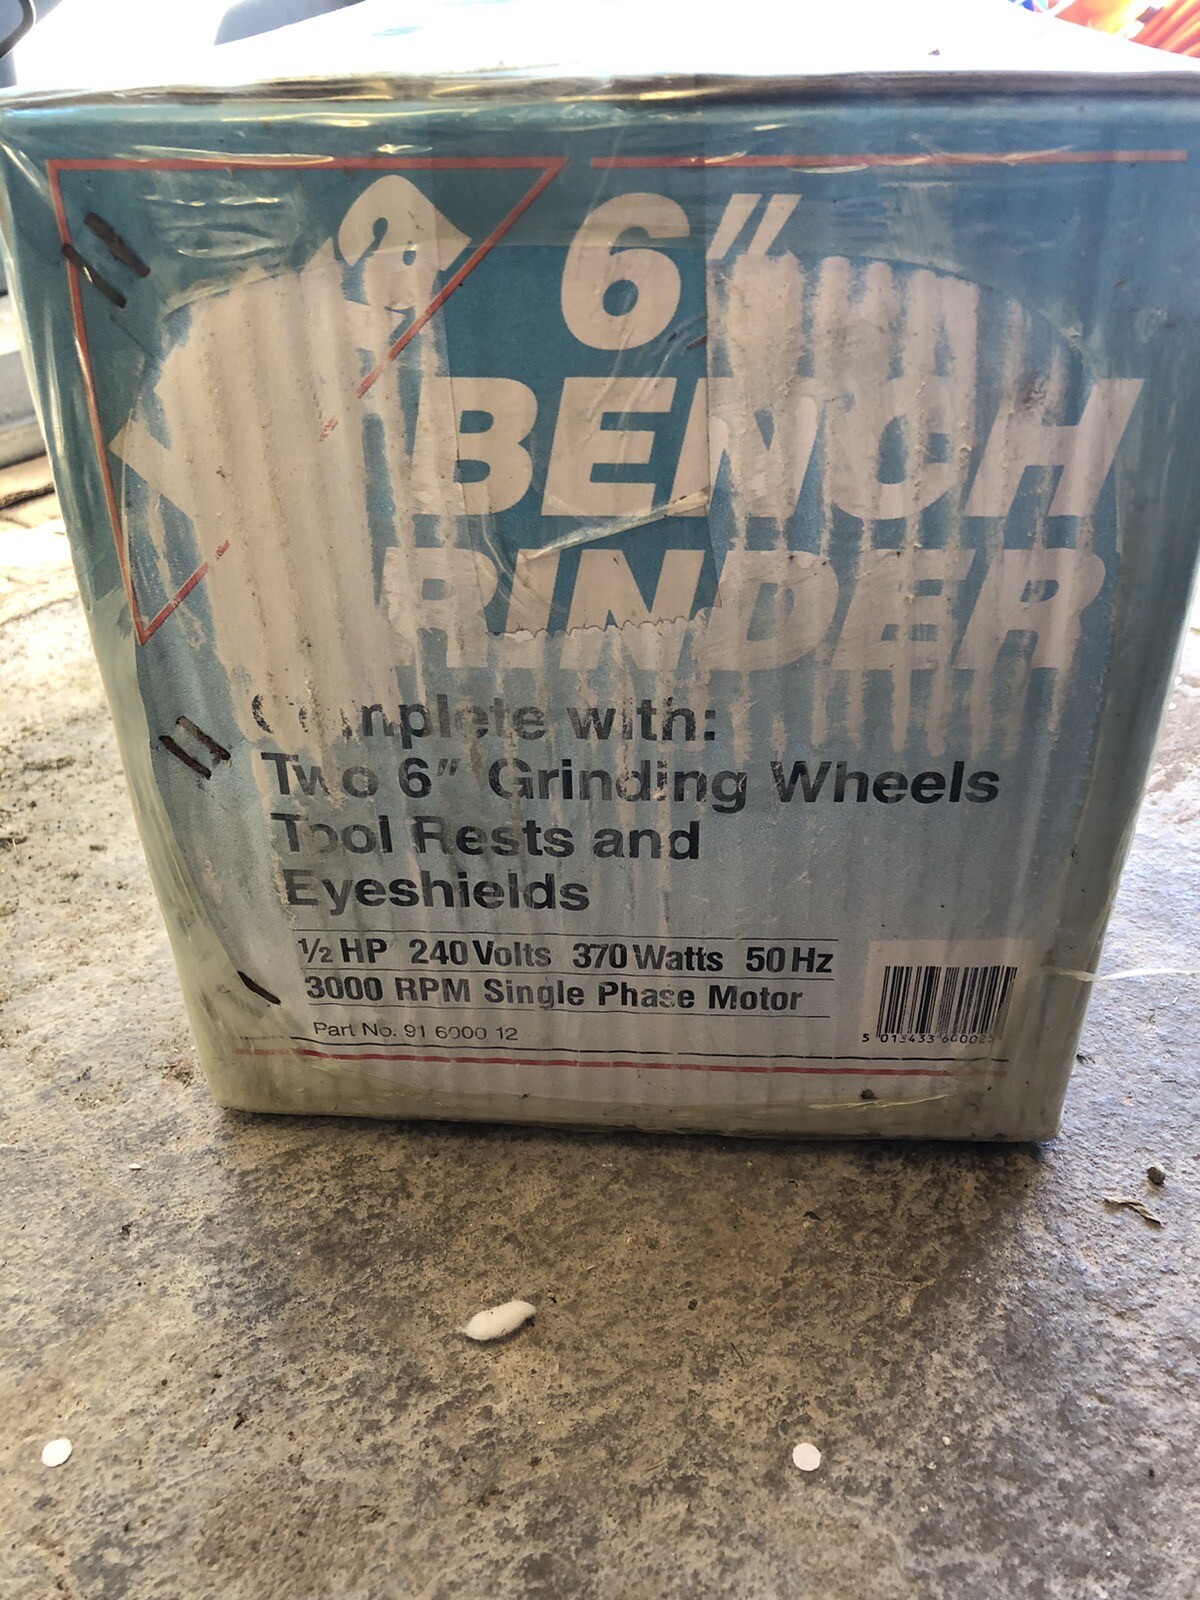 6"
BENCH
RINDER
Complete with:
Two 6" Grinding Wheels
Tool Rests and
Eyeshields
½ HP 240 Volts 370 Watts 50 Hz
3000 RPM Single Phase Motor
Part No. 91 6000 12